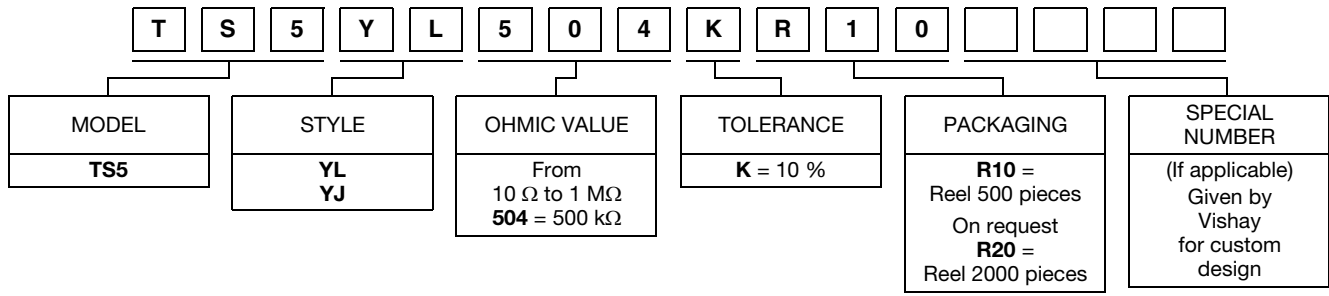 T S 5 Y L 5 0 4 K R 1 0
MODEL
TS5
STYLE
YL
YJ
OHMIC VALUE
From
10 Ω to 1 MΩ
504 = 500 kΩ
TOLERANCE
K = 10 %
PACKAGING
R10 =
Reel 500 pieces
On request
R20 =
Reel 2000 pieces
SPECIAL
NUMBER
(If applicable)
Given by
Vishay
for custom
design